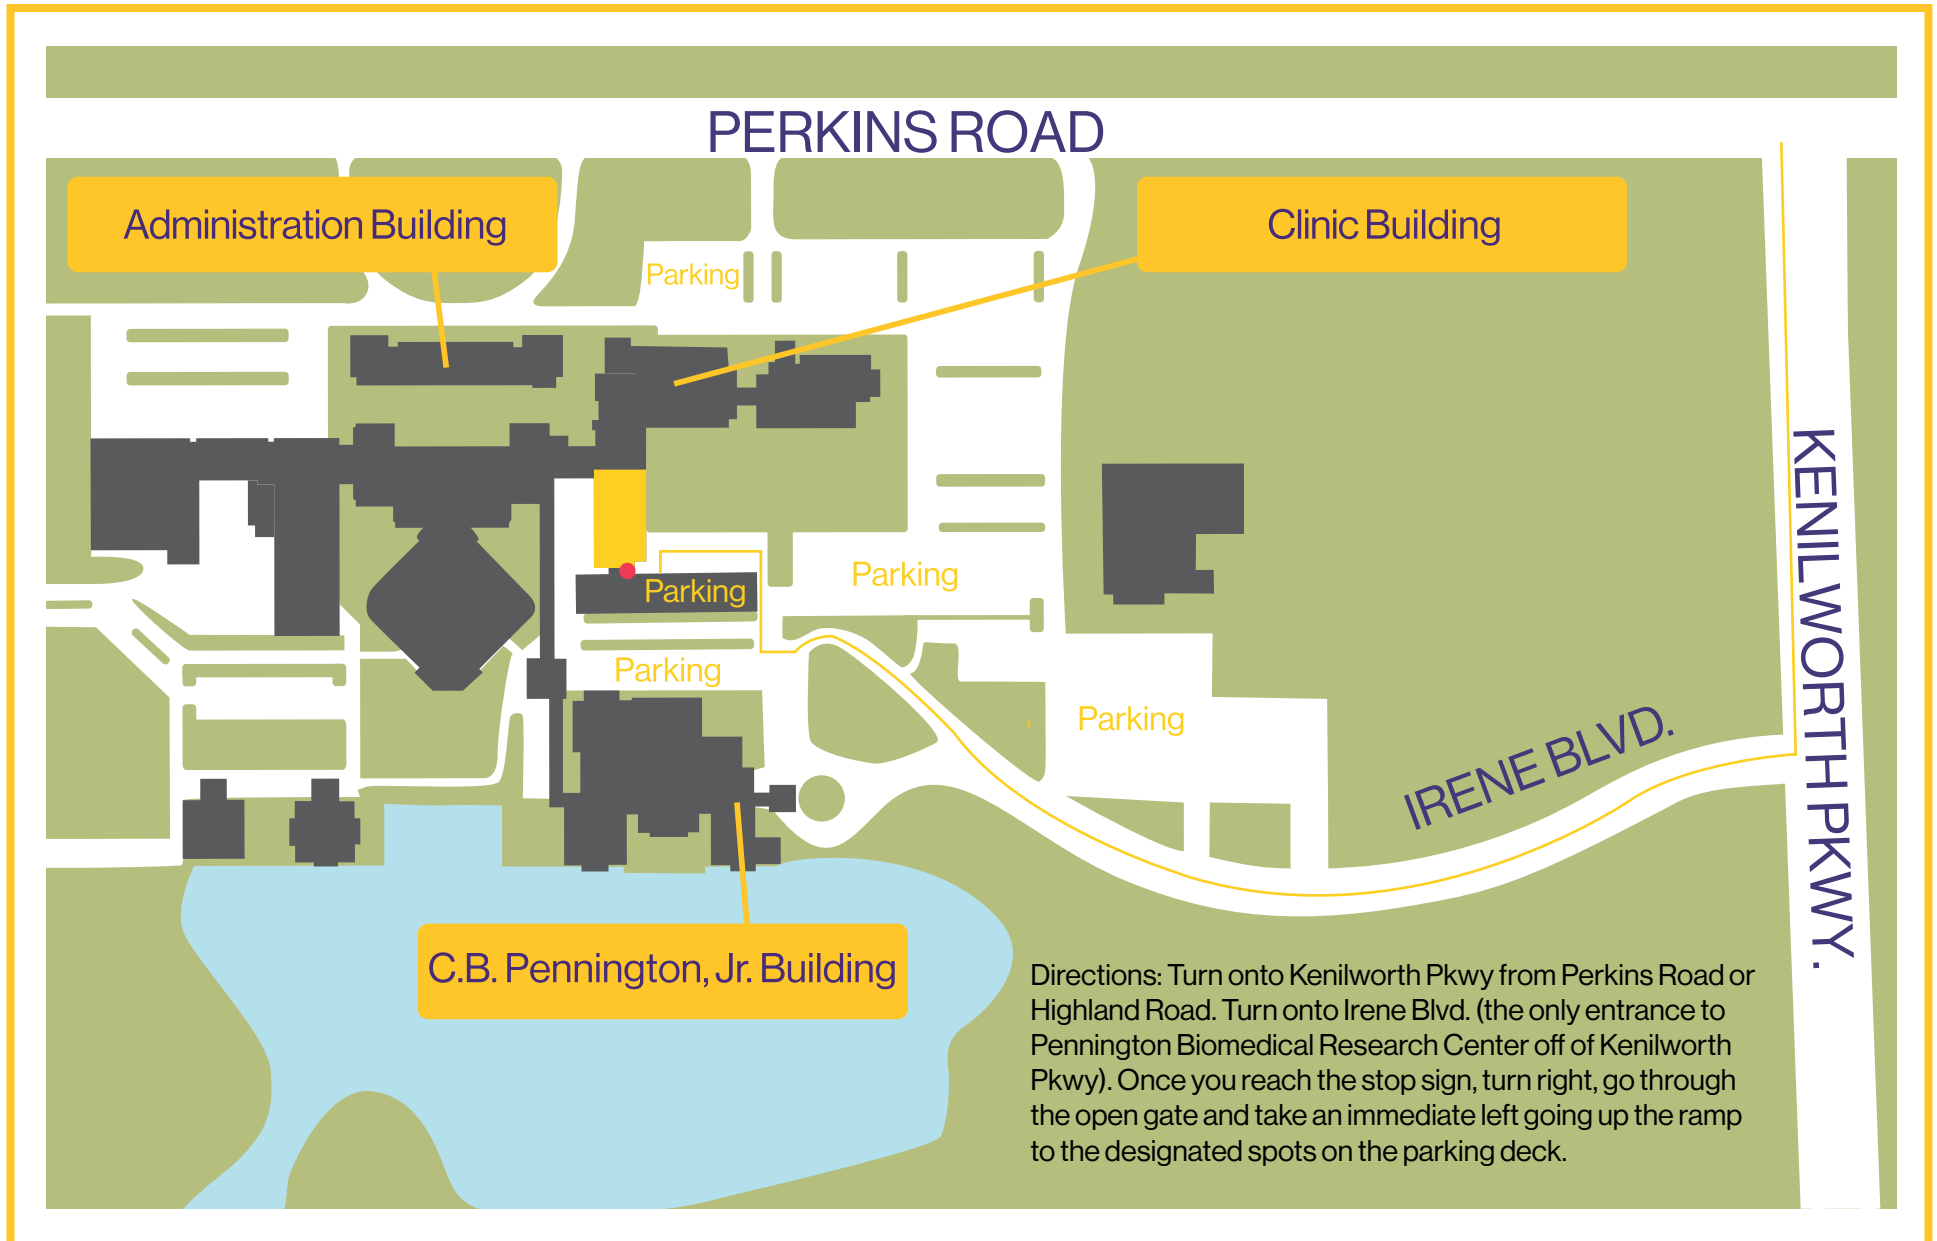 PERKINS ROAD
Administration Building
Clinic Building
Parking
Parking
Parking
Parking
Parking
KENILWORTH PKWY.
IRENE BLVD.
C.B. Pennington, Jr. Building
Directions: Turn onto Kenilworth Pkwy from Perkins Road or
Highland Road. Turn onto Irene Blvd. (the only entrance to
Pennington Biomedical Research Center off of Kenilworth
Pkwy). Once you reach the stop sign, turn right, go through
the open gate and take an immediate left going up the ramp
to the designated spots on the parking deck.